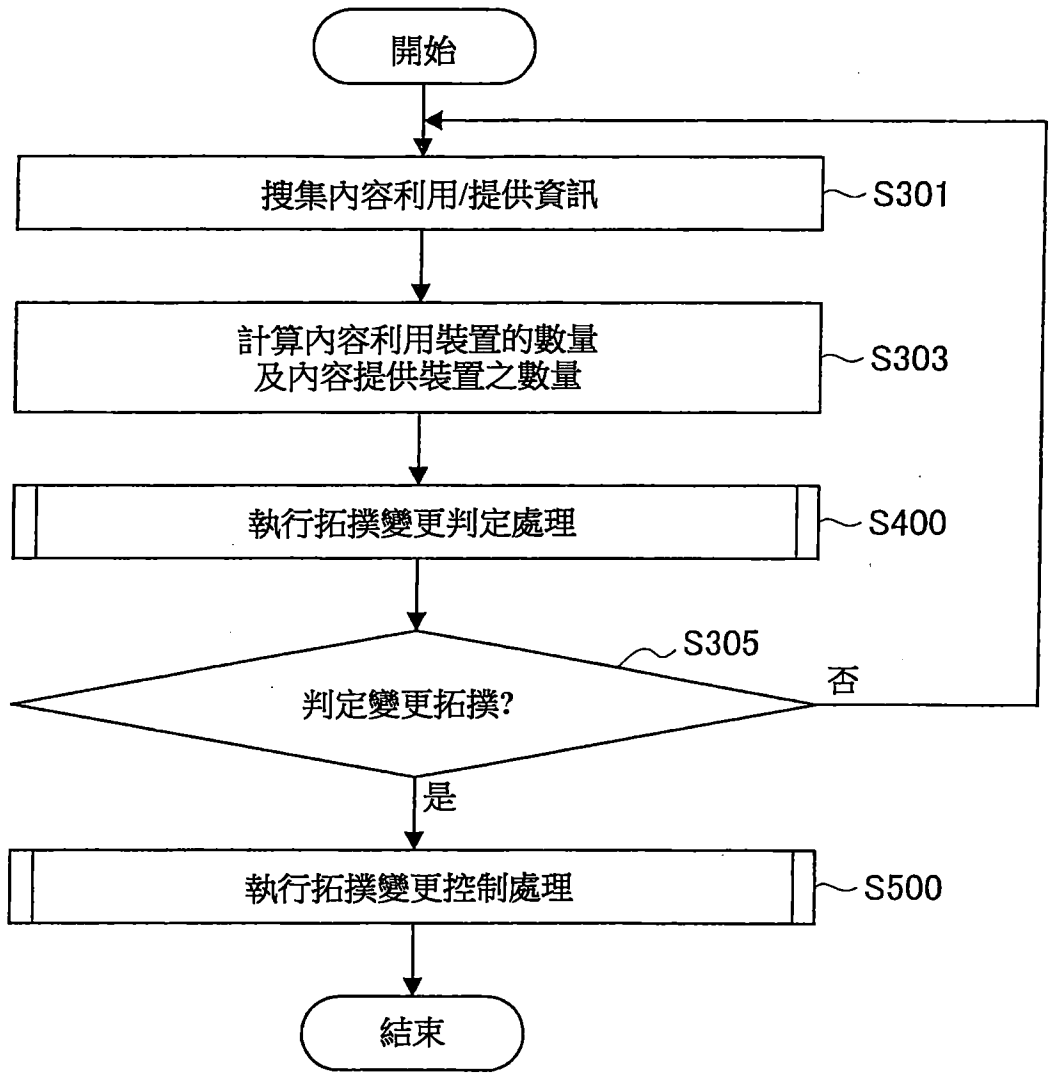 開始
搜集內容利用/提供資訊
S301
計算內容利用裝置的數量
及內容提供裝置之數量
S303
執行拓撲變更判定處理
S400
S305
判定變更拓撲?
否
是
執行拓撲變更控制處理
S500
結束